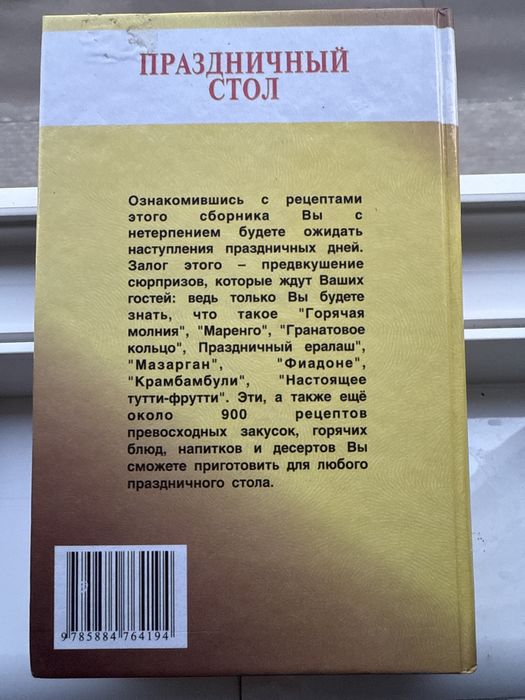 ПРАЗДНИЧНЫЙ
СТОЛ
Ознакомившись с рецептами
этого сборника Вы с
нетерпением будете ожидать
наступления праздничных дней.
Залог этого – предвкушение
сюрпризов, которые ждут Ваших
гостей: ведь только Вы будете
знать, что такое "Горячая
молния", "Маренго", "Гранатовое
кольцо", Праздничный ералаш",
"Мазарган", "Фиадоне",
"Крамбамбули", "Настоящее
тутти-фрутти". Эти, а также ещё
около 900 рецептов
превосходных закусок, горячих
блюд, напитков и десертов Вы
сможете приготовить для любого
праздничного стола.
9 785884 764194